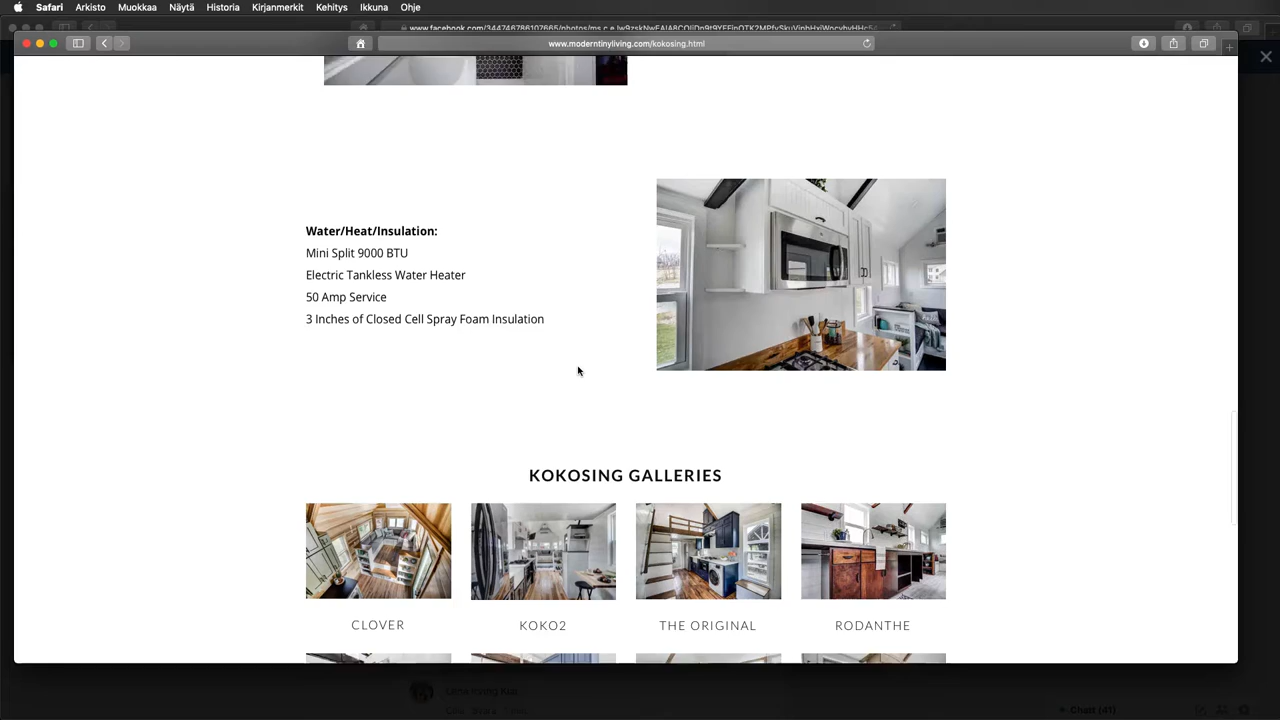 Safari Arkisto Muokkaa Näytä Historia Kirjanmerkit Kehitys Ikkuna Ohje
www.moderntinyliving.com/kokosing.html
Water/Heat/Insulation:
Mini Split 9000 BTU
Electric Tankless Water Heater
50 Amp Service
3 Inches of Closed Cell Spray Foam Insulation
KOKOSING GALLERIES
CLOVER KOKO2 THE ORIGINAL RODANTHE
Chatt (41)